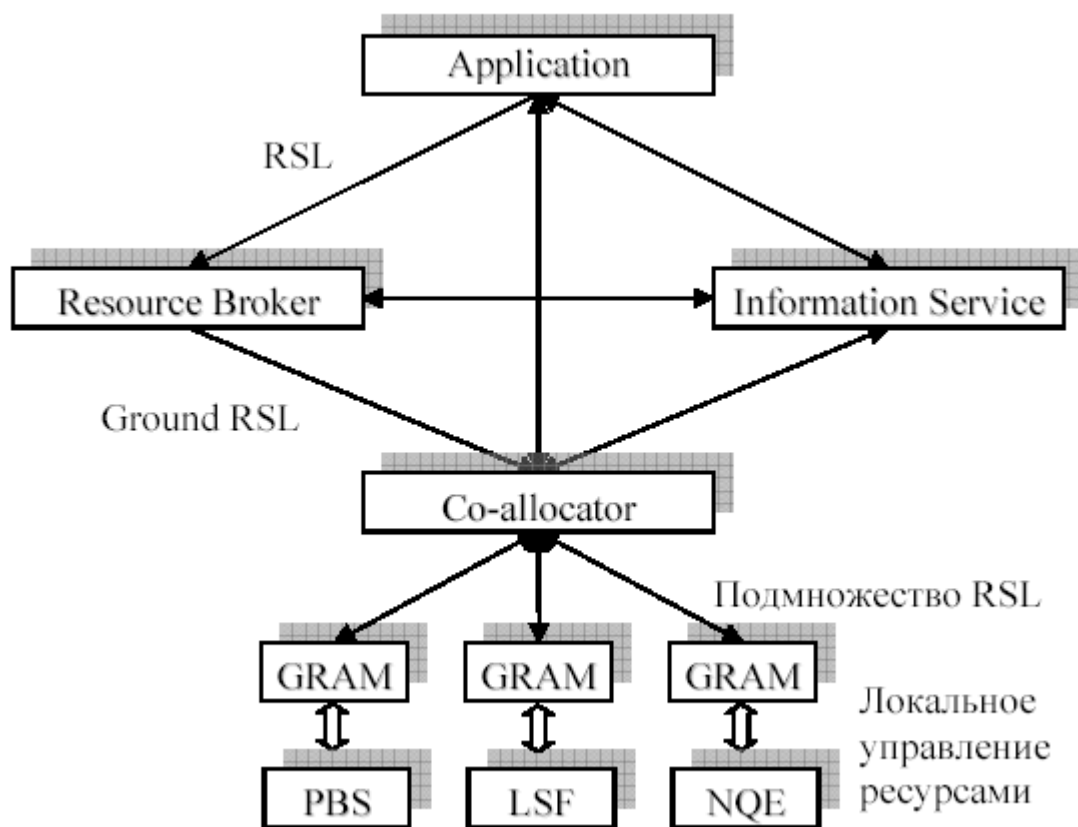 Application
RSL
Resource Broker
Information Service
Ground RSL
Co-allocator
Подмножество RSL
GRAM
GRAM
GRAM
Локальное
управление
ресурсами
PBS
LSF
NQE